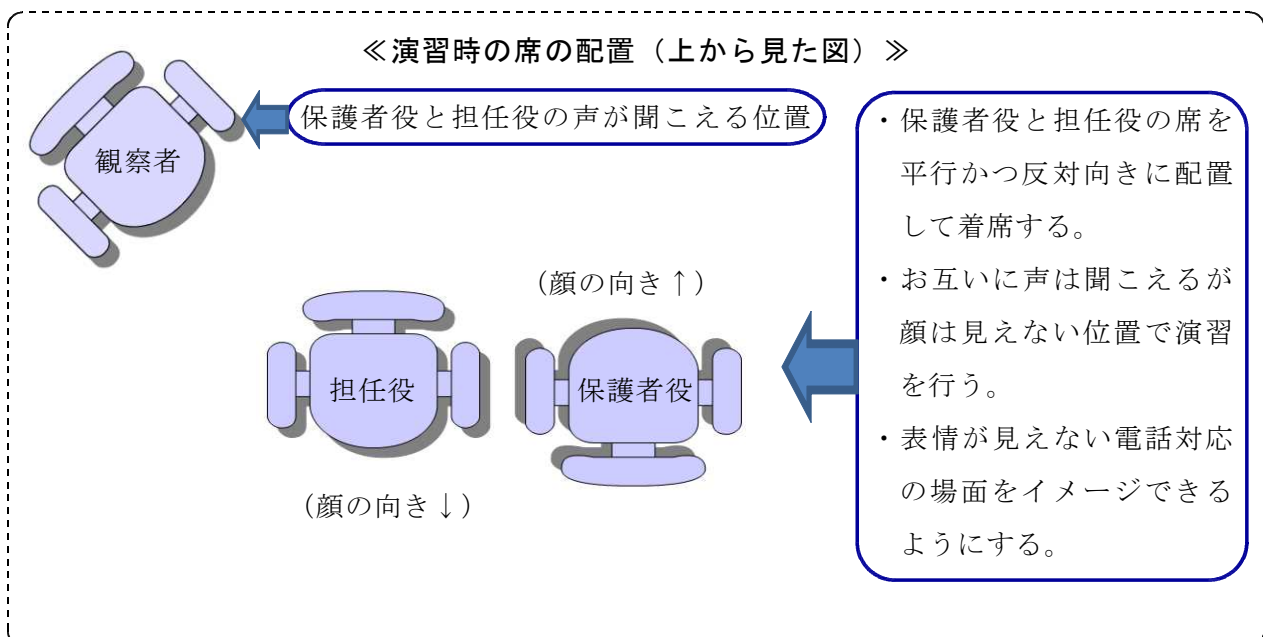 ≪演習時の席の配置（上から見た図）≫
保護者役と担任役の声が聞こえる位置
観察者
・保護者役と担任役の席を
平行かつ反対向きに配置
して着席する。
・お互いに声は聞こえるが
顔は見えない位置で演習
を行う。
・表情が見えない電話対応
の場面をイメージできる
ようにする。
（顔の向き↑）
担任役
保護者役
（顔の向き↓）